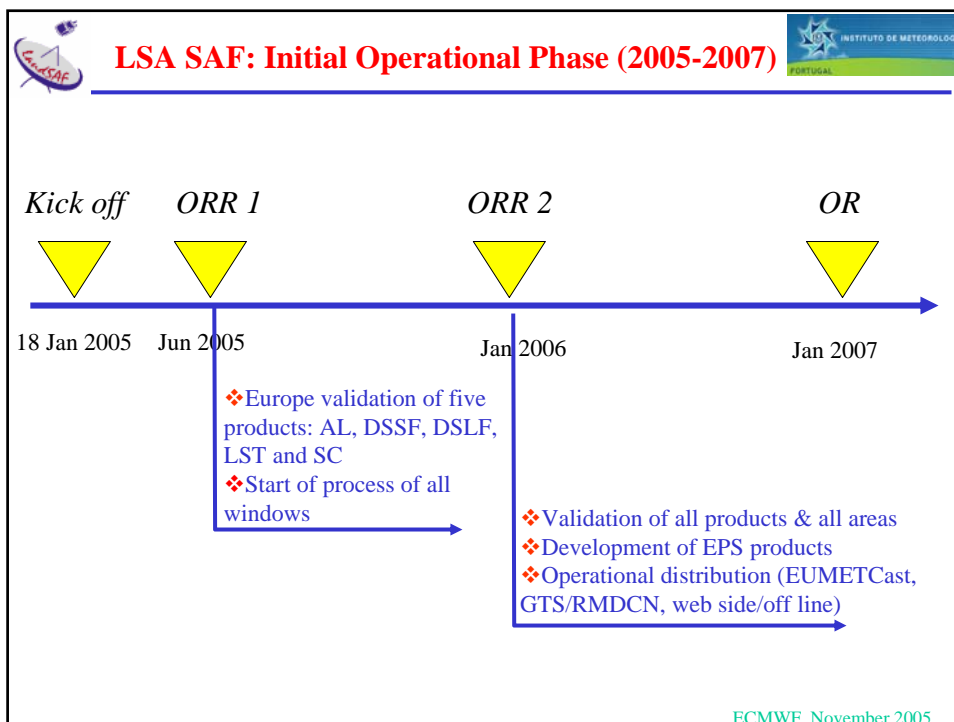 LandSAF
LSA SAF: Initial Operational Phase (2005-2007)
INSTITUTO DE METEOROLOG
PORTUGAL
Kick off ORR 1 ORR 2 OR
18 Jan 2005 Jun 2005 Jan 2006 Jan 2007
❖Europe validation of five
products: AL, DSSF, DSLF,
LST and SC
❖Start of process of all
windows
❖Validation of all products & all areas
❖Development of EPS products
❖Operational distribution (EUMETCast,
GTS/RMDCN, web side/off line)
ECMWF, November 2005